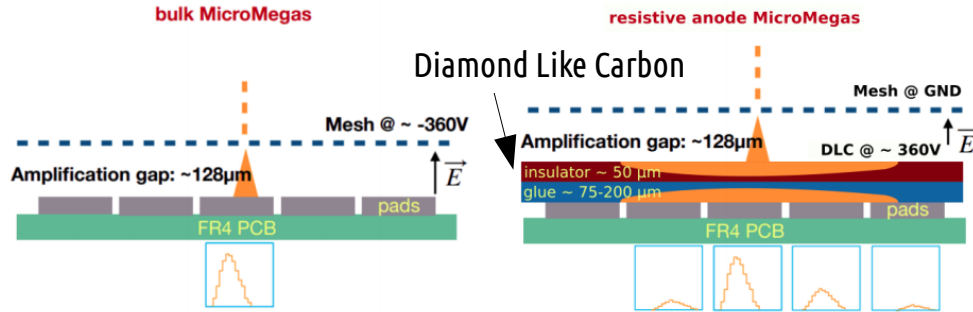 bulk MicroMegas
Mesh @ ~ -360V
Amplification gap: ~128µm
E
pads
FR4 PCB
resistive anode MicroMegas
Diamond Like Carbon
Mesh @ GND
Amplification gap: ~128µm
E
DLC @ ~ 360V
insulator ~ 50 µm
glue ~ 75-200 µm
pads
FR4 PCB